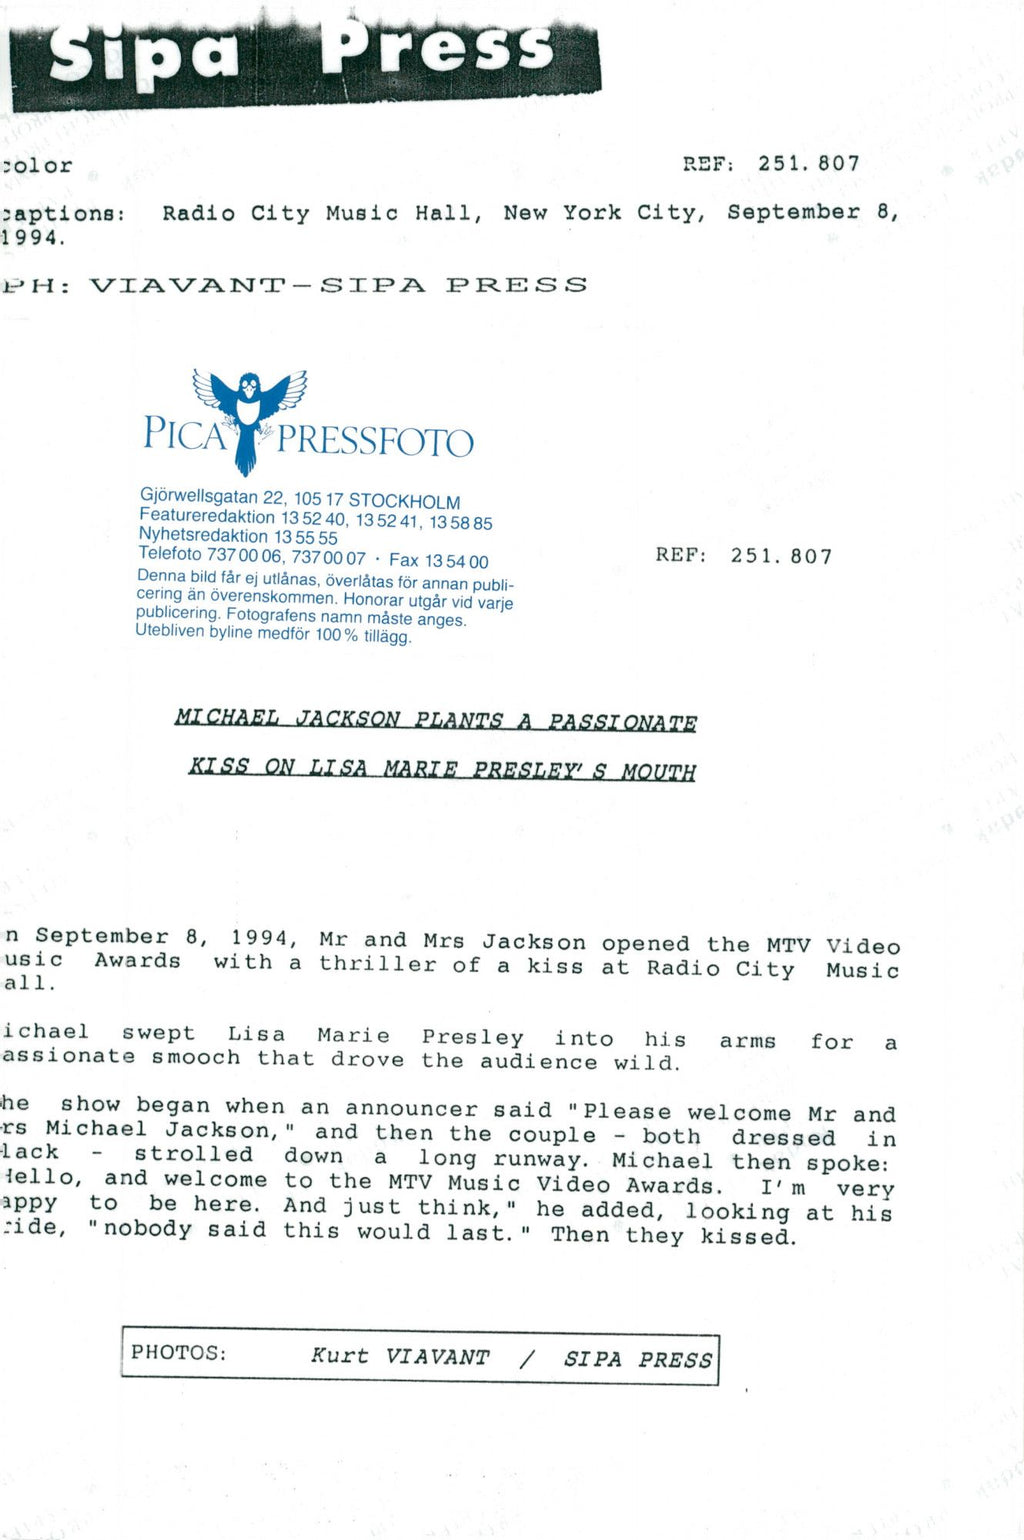 Sipa Press
olor REF: 251.807
aptions: Radio City Music Hall, New York City, September 8,
1994.
PH: VIAVANT-SIPA PRESS
PICA PRESSFOTO
Gjörwellsgatan 22, 105 17 STOCKHOLM
Featureredaktion 13 52 40, 13 52 41, 13 58 85
Nyhetsredaktion 13 55 55
Telefoto 737 00 06, 737 00 07 · Fax 13 54 00
Denna bild får ej utlånas, överlåtas för annan publi-
cering än överenskommen. Honorar utgår vid varje
publicering. Fotografens namn måste anges.
Utebliven byline medför 100 % tillägg.
REF: 251.807
MICHAEL JACKSON PLANTS A PASSIONATE
KISS ON LISA MARIE PRESLEY'S MOUTH
n September 8, 1994, Mr and Mrs Jackson opened the MTV Video
usic Awards with a thriller of a kiss at Radio City Music
all.
ichael swept Lisa Marie Presley into his arms for a
assionate smooch that drove the audience wild.
he show began when an announcer said "Please welcome Mr and
rs Michael Jackson," and then the couple - both dressed in
lack - strolled down a long runway. Michael then spoke:
Hello, and welcome to the MTV Music Video Awards. I'm very
appy to be here. And just think," he added, looking at his
ride, "nobody said this would last." Then they kissed.
PHOTOS: Kurt VIAVANT / SIPA PRESS